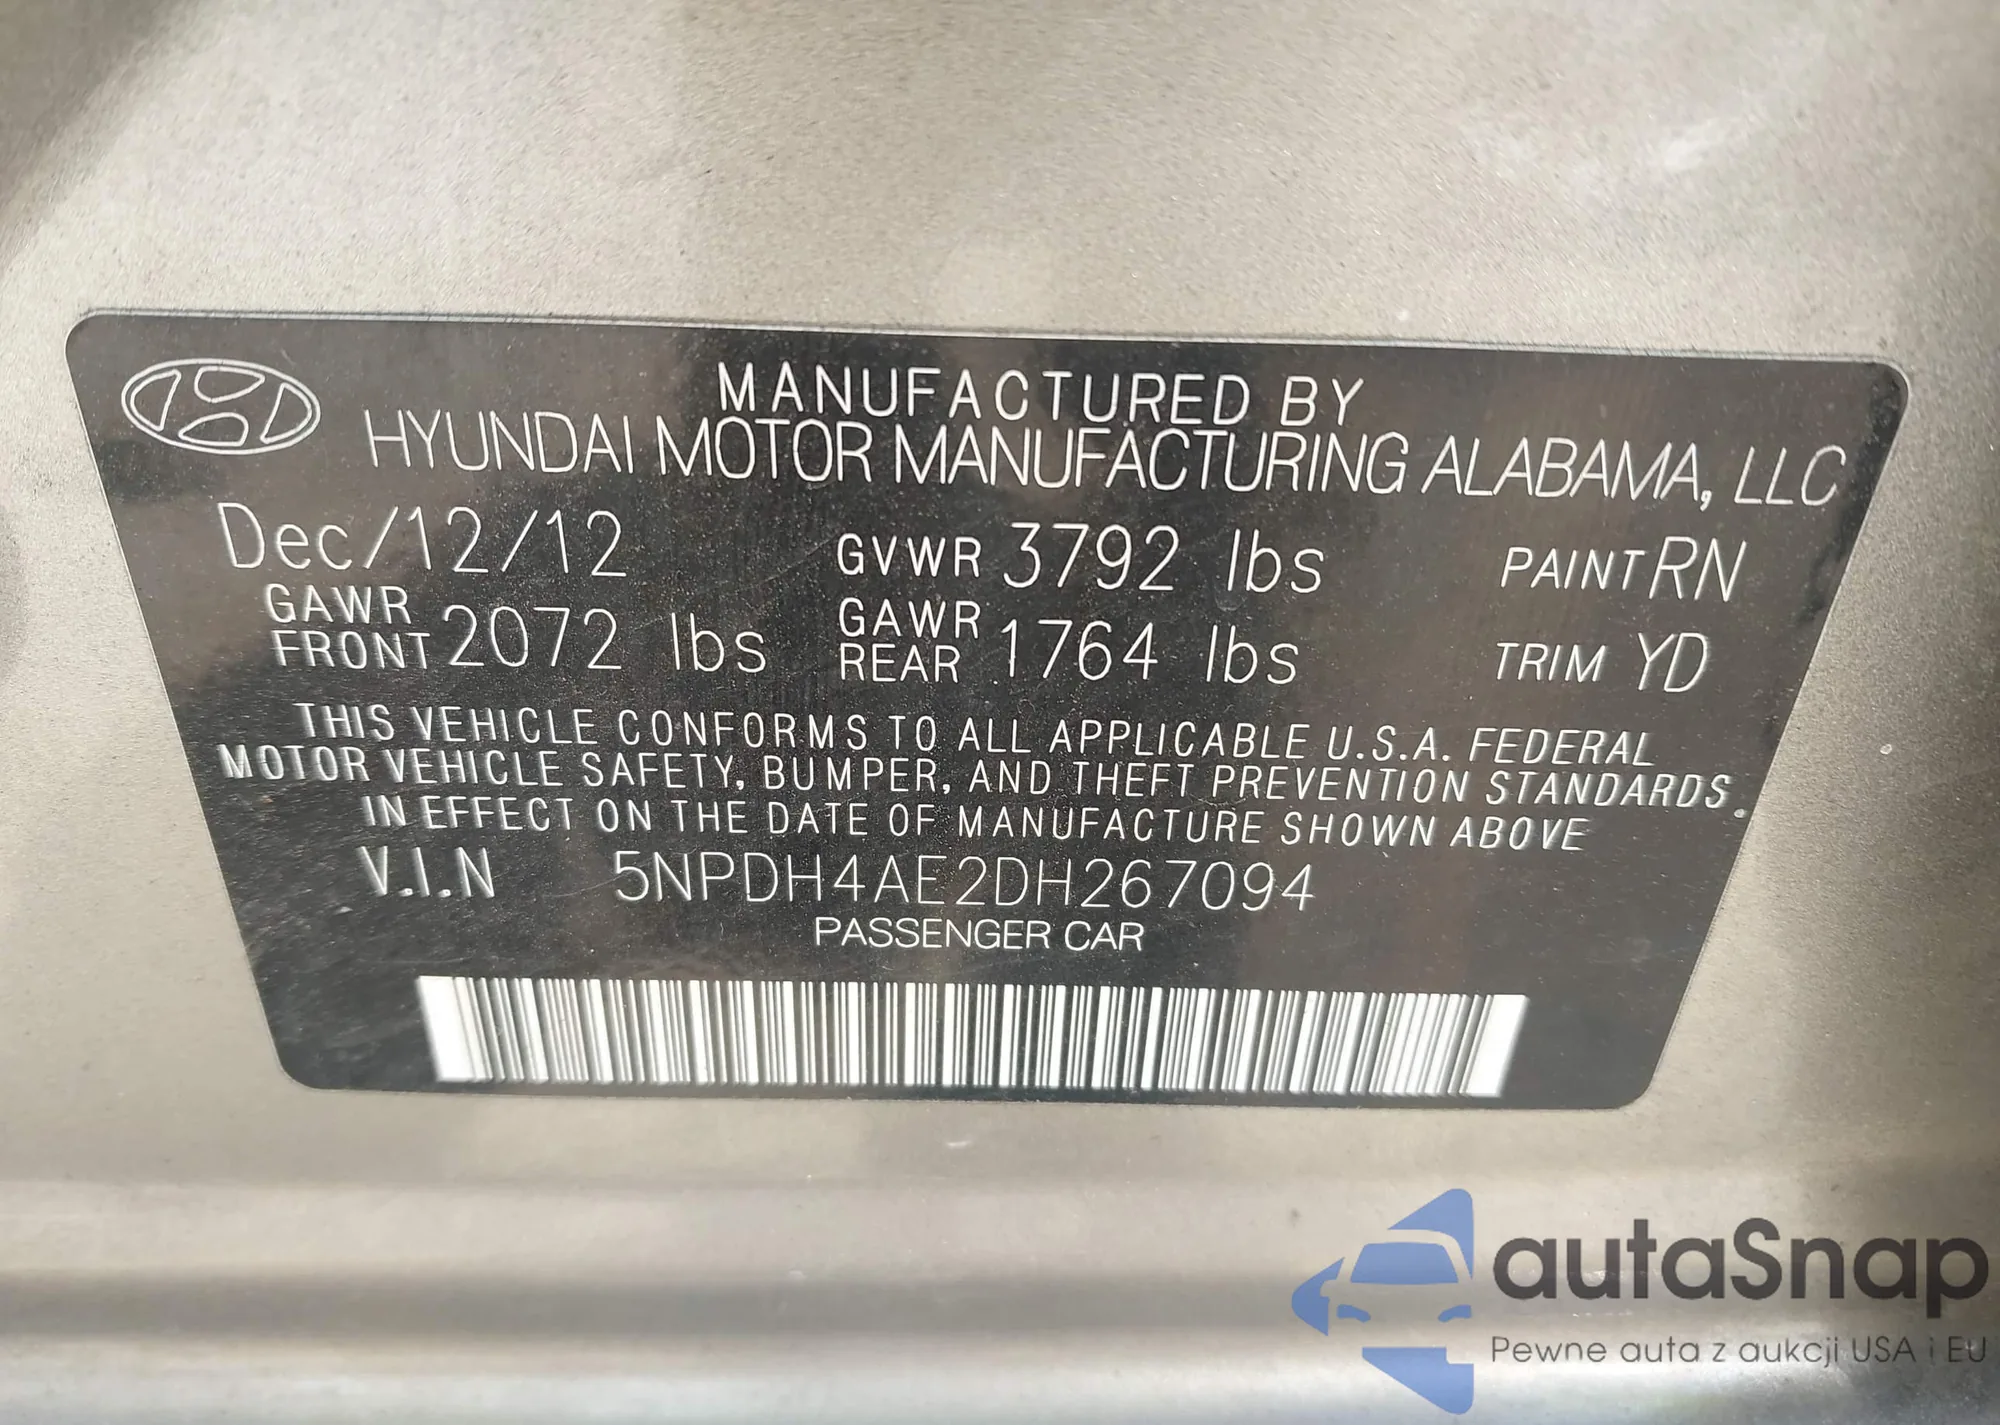 MANUFACTURED BY
HYUNDAI MOTOR MANUFACTURING ALABAMA, LLC
Dec/12/12 GVWR 3792 lbs PAINT RN
GAWR FRONT 2072 lbs GAWR REAR 1764 lbs TRIM YD
THIS VEHICLE CONFORMS TO ALL APPLICABLE U.S.A. FEDERAL
MOTOR VEHICLE SAFETY, BUMPER, AND THEFT PREVENTION STANDARDS.
IN EFFECT ON THE DATE OF MANUFACTURE SHOWN ABOVE
V.I.N 5NPDH4AE2DH267094
PASSENGER CAR
autaSnap
Pewne auta z aukcji USA i EU